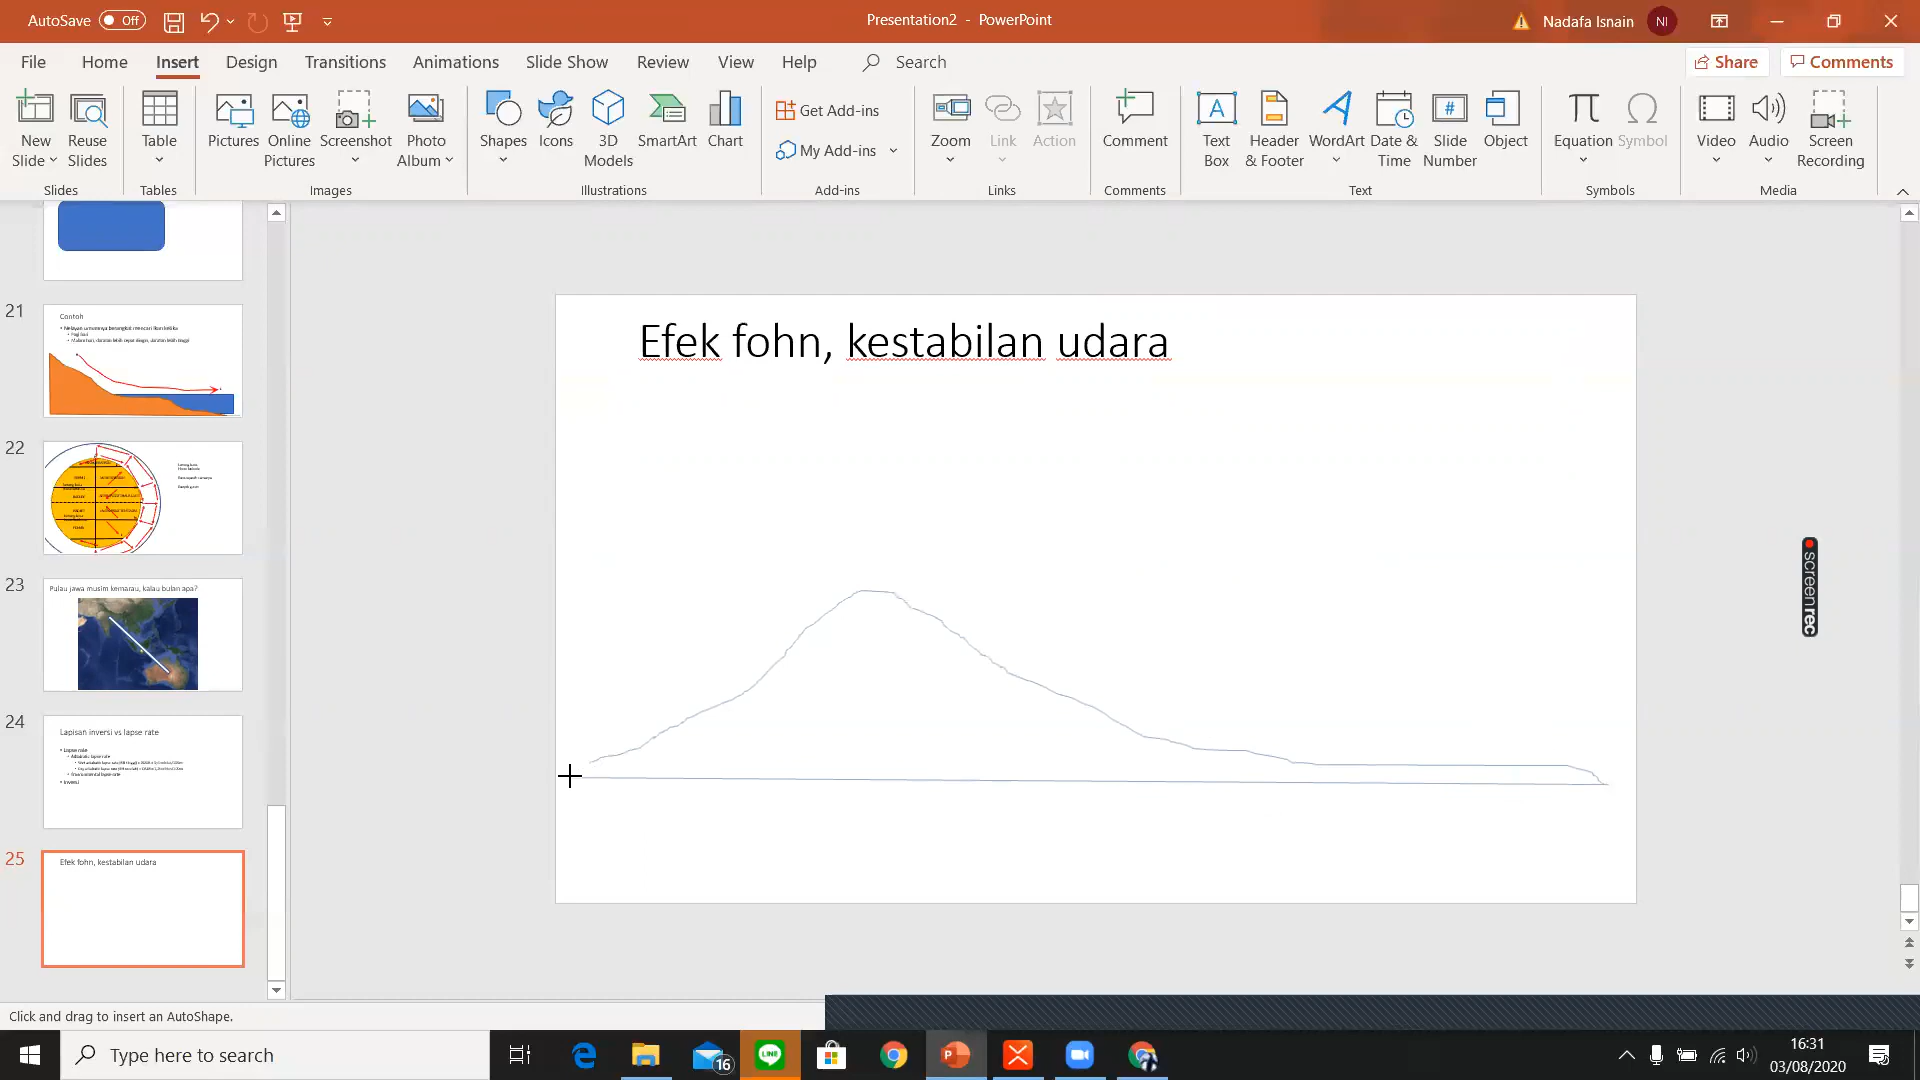 AutoSave Off
Presentation2 - PowerPoint
Nadafa Isnain NI
File Home Insert Design Transitions Animations Slide Show Review View Help Search
Share Comments
New Slide
Reuse Slides
Table
Pictures
Online Pictures
Screenshot
Photo Album
Shapes
Icons
3D Models
SmartArt
Chart
Get Add-ins
My Add-ins
Zoom
Link
Action
Comment
Text Box
Header & Footer
WordArt
Date & Time
Slide Number
Object
Equation
Symbol
Video
Audio
Screen Recording
Slides Tables Images Illustrations Add-ins Links Comments Text Symbols Media
21
Contoh
22
23
Pulau jawa musim kemarau, kalau bulan apa?
24
Lapisan inversi vs lapse rate
• Lapse rate
• Inversi
25
Efek fohn, kestabilan udara
Efek fohn, kestabilan udara
screenrec
Click and drag to insert an AutoShape.
Type here to search
16
LINE
16:31
03/08/2020